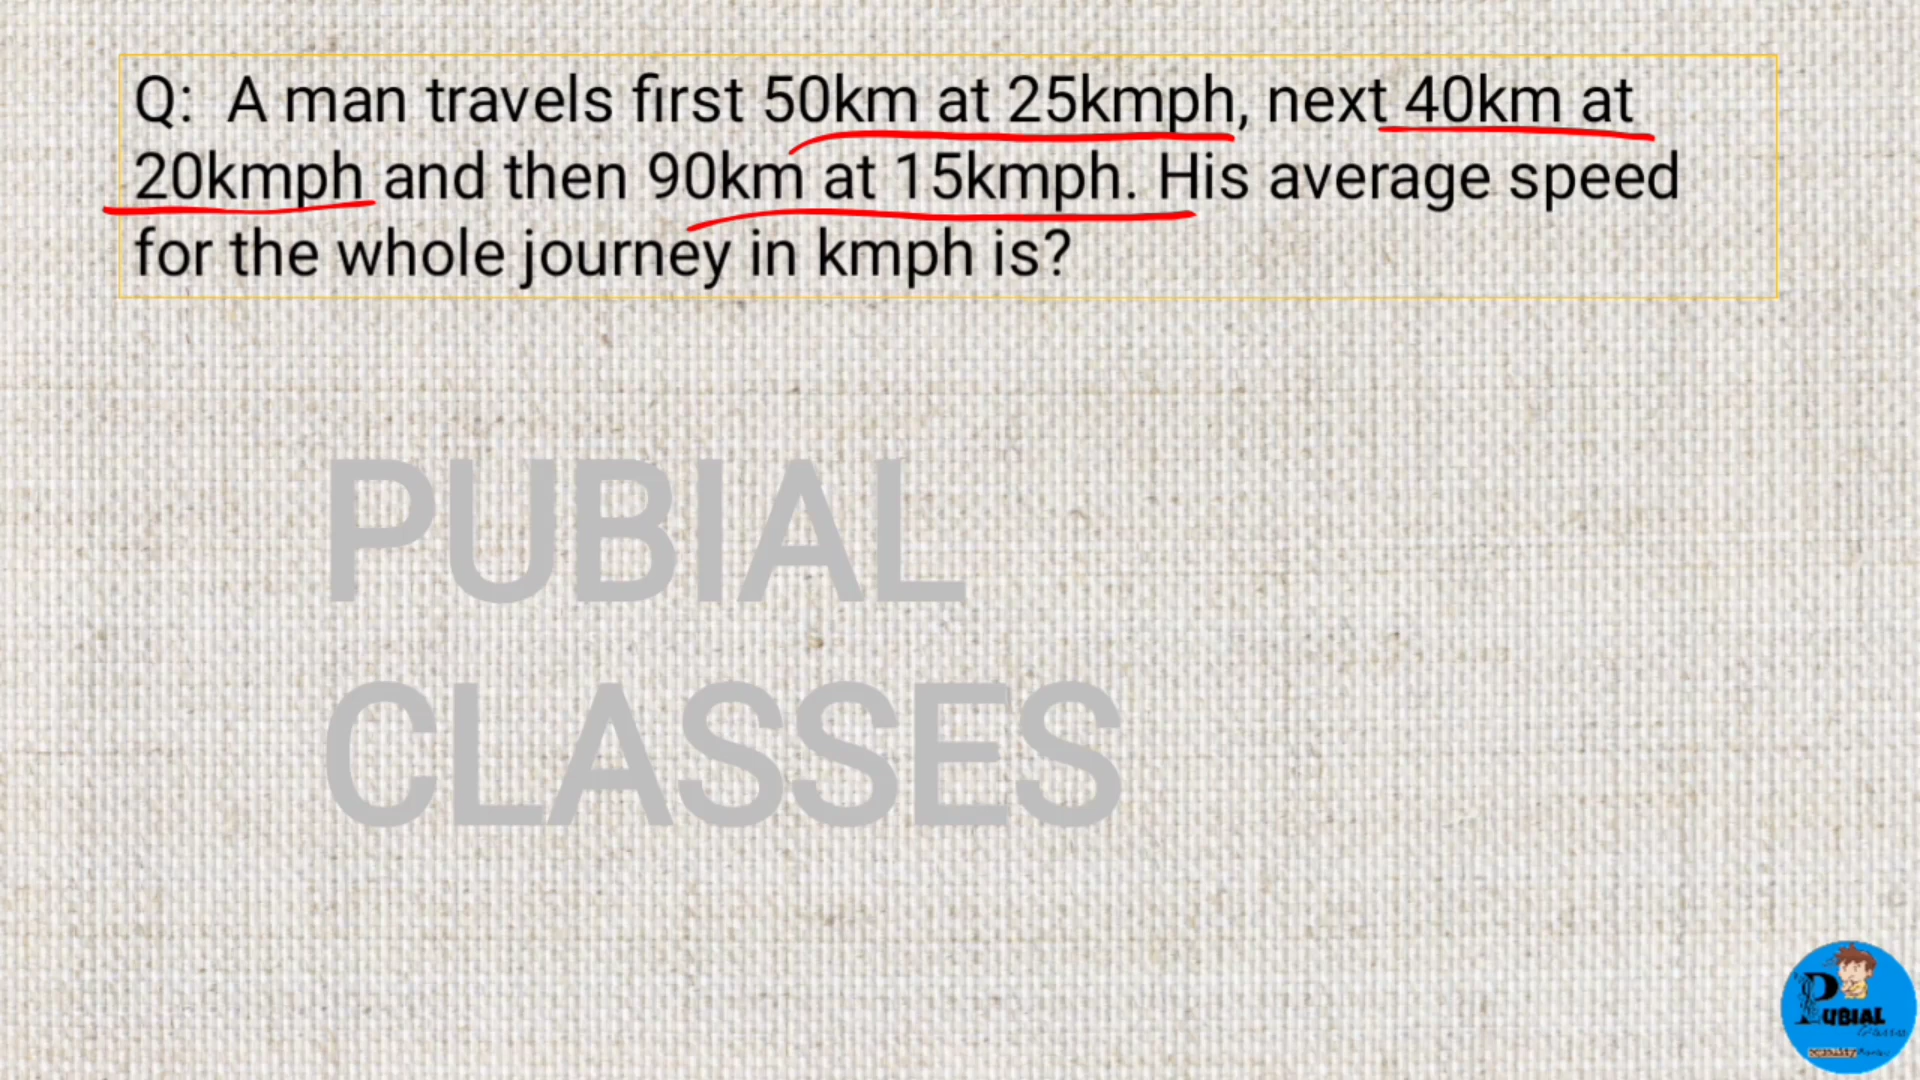 Q: A man travels first 50km at 25kmph, next 40km at
20kmph and then 90km at 15kmph. His average speed
for the whole journey in kmph is?
PUBIAL
CLASSES
PUBIAL